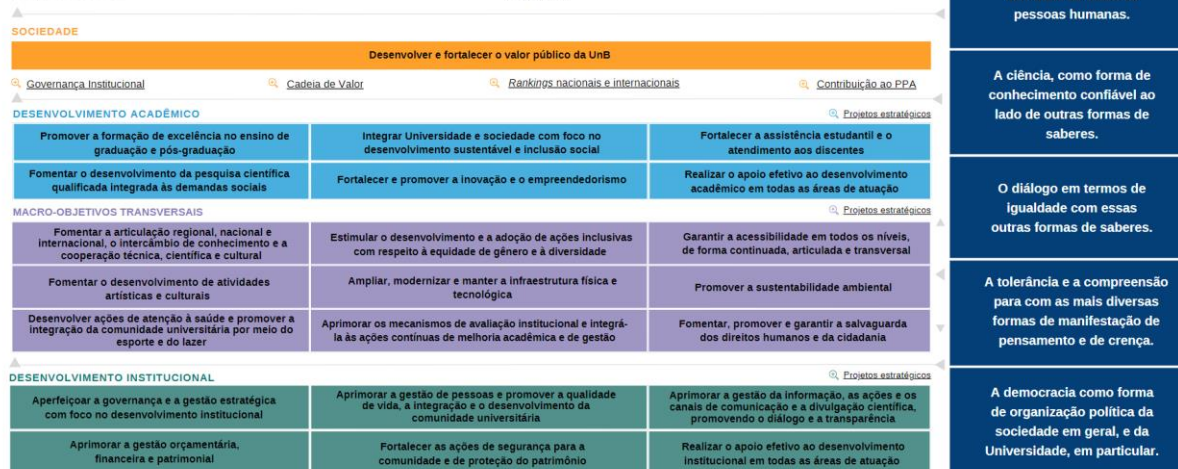 SOCIEDADE
Desenvolver e fortalecer o valor público da UnB
Governança Institucional
Cadeia de Valor
Rankings nacionais e internacionais
Contribuição ao PPA
DESENVOLVIMENTO ACADÊMICO
Projetos estratégicos
Promover a formação de excelência no ensino de
graduação e pós-graduação
Integrar Universidade e sociedade com foco no
desenvolvimento sustentável e inclusão social
Fortalecer a assistência estudantil e o
atendimento aos discentes
Fomentar o desenvolvimento da pesquisa científica
qualificada integrada às demandas sociais
Fortalecer e promover a inovação e o empreendedorismo
Realizar o apoio efetivo ao desenvolvimento
acadêmico em todas as áreas de atuação
MACRO-OBJETIVOS TRANSVERSAIS
Projetos estratégicos
Fomentar a articulação regional, nacional e
internacional, o intercâmbio de conhecimento e a
cooperação técnica, científica e cultural
Estimular o desenvolvimento e a adoção de ações inclusivas
com respeito à equidade de gênero e à diversidade
Garantir a acessibilidade em todos os níveis,
de forma continuada, articulada e transversal
Fomentar o desenvolvimento de atividades
artísticas e culturais
Ampliar, modernizar e manter a infraestrutura física e
tecnológica
Promover a sustentabilidade ambiental
Desenvolver ações de atenção à saúde e promover a
integração da comunidade universitária por meio do
esporte e do lazer
Aprimorar os mecanismos de avaliação institucional e integrá-
la às ações contínuas de melhoria acadêmica e de gestão
Fomentar, promover e garantir a salvaguarda
dos direitos humanos e da cidadania
DESENVOLVIMENTO INSTITUCIONAL
Projetos estratégicos
Aperfeiçoar a governança e a gestão estratégica
com foco no desenvolvimento institucional
Aprimorar a gestão de pessoas e promover a qualidade
de vida, a integração e o desenvolvimento da
comunidade universitária
Aprimorar a gestão da informação, as ações e os
canais de comunicação e a divulgação científica,
promovendo o diálogo e a transparência
Aprimorar a gestão orçamentária,
financeira e patrimonial
Fortalecer as ações de segurança para a
comunidade e de proteção do patrimônio
Realizar o apoio efetivo ao desenvolvimento
institucional em todas as áreas de atuação
pessoas humanas.
A ciência, como forma de
conhecimento confiável ao
lado de outras formas de
saberes.
O diálogo em termos de
igualdade com essas
outras formas de saberes.
A tolerância e a compreensão
para com as mais diversas
formas de manifestação de
pensamento e de crença.
A democracia como forma
de organização política da
sociedade em geral, e da
Universidade, em particular.